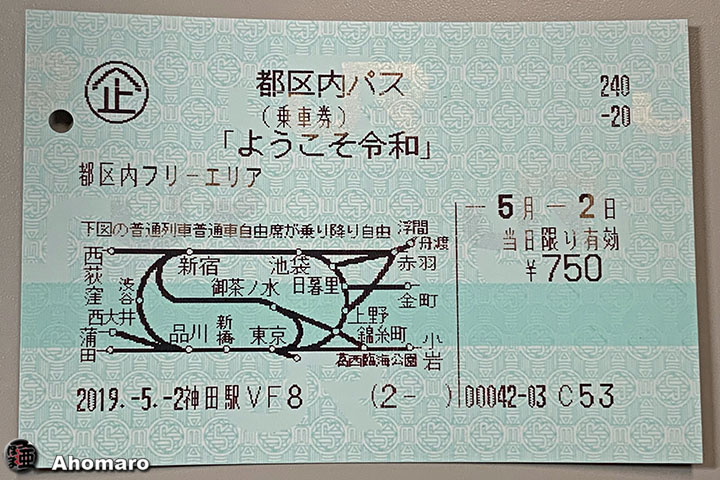 企
都区内パス
240
(乗車券)
-20
「ようこそ令和」
都区内フリーエリア
-5月-2日
当日限り有効
¥750
下図の普通列車普通車自由席が乗り降り自由
浮間舟渡
西荻窪
新宿
池袋
赤羽
渋谷
御茶ノ水
日暮里
金町
西大井
上野
蒲田
品川
新橋
東京
錦糸町
小岩
葛西臨海公園
2019.-5.-2神田駅VF8
(2- )
00042-03
C53
Ahomaro